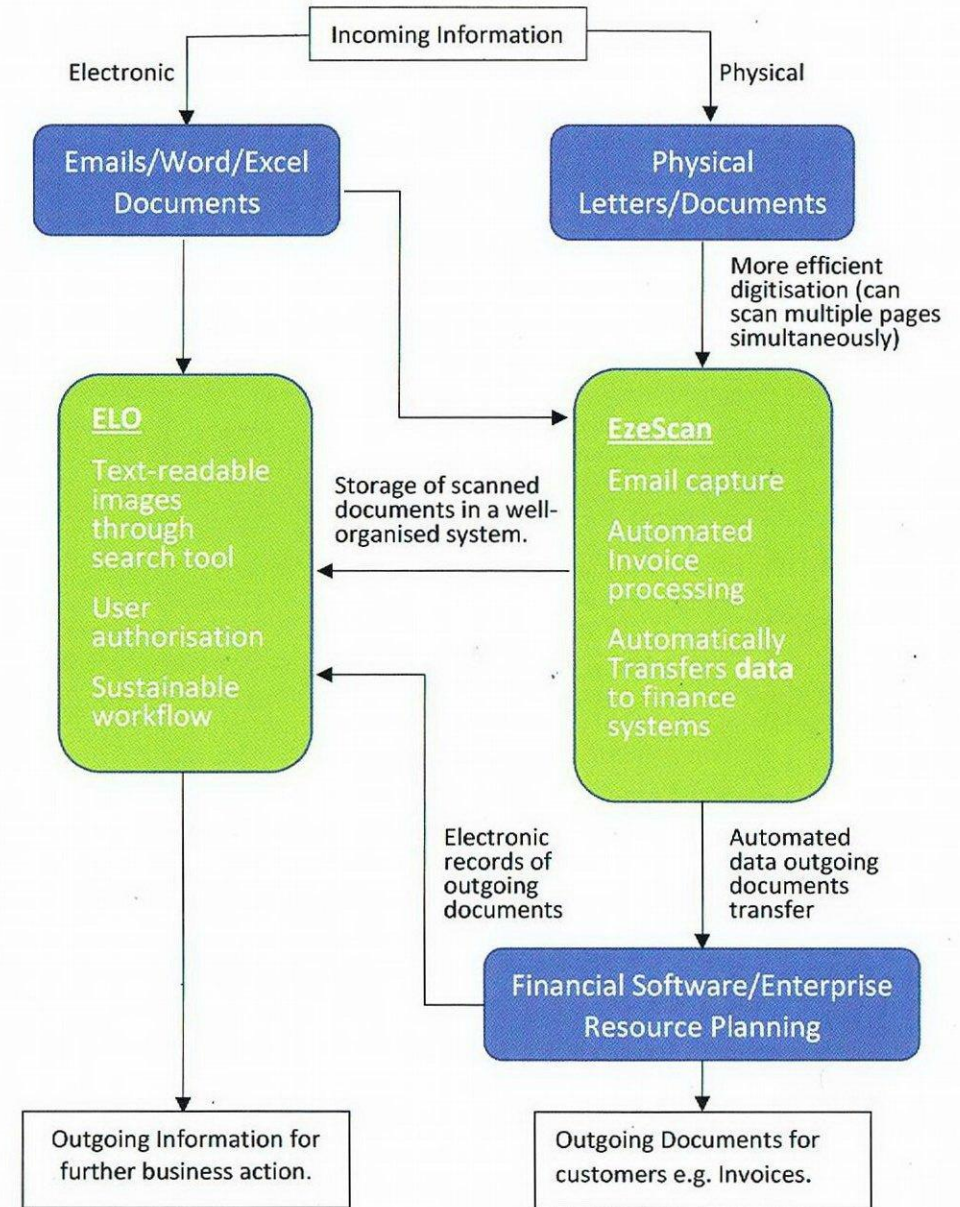 Incoming Information
Electronic
Physical
Emails/Word/Excel
Documents
Physical
Letters/Documents
More efficient
digitisation (can
scan multiple pages
simultaneously)
ELO
Text-readable
images
through
search tool
User
authorisation
Sustainable
workflow
Storage of scanned
documents in a well-
organised system.
EzeScan
Email capture
Automated
Invoice
processing
Automatically
Transfers data
to finance
systems
Electronic
records of
outgoing
documents
Automated
data outgoing
documents
transfer
Financial Software/Enterprise
Resource Planning
Outgoing Information for
further business action.
Outgoing Documents for
customers e.g. Invoices.